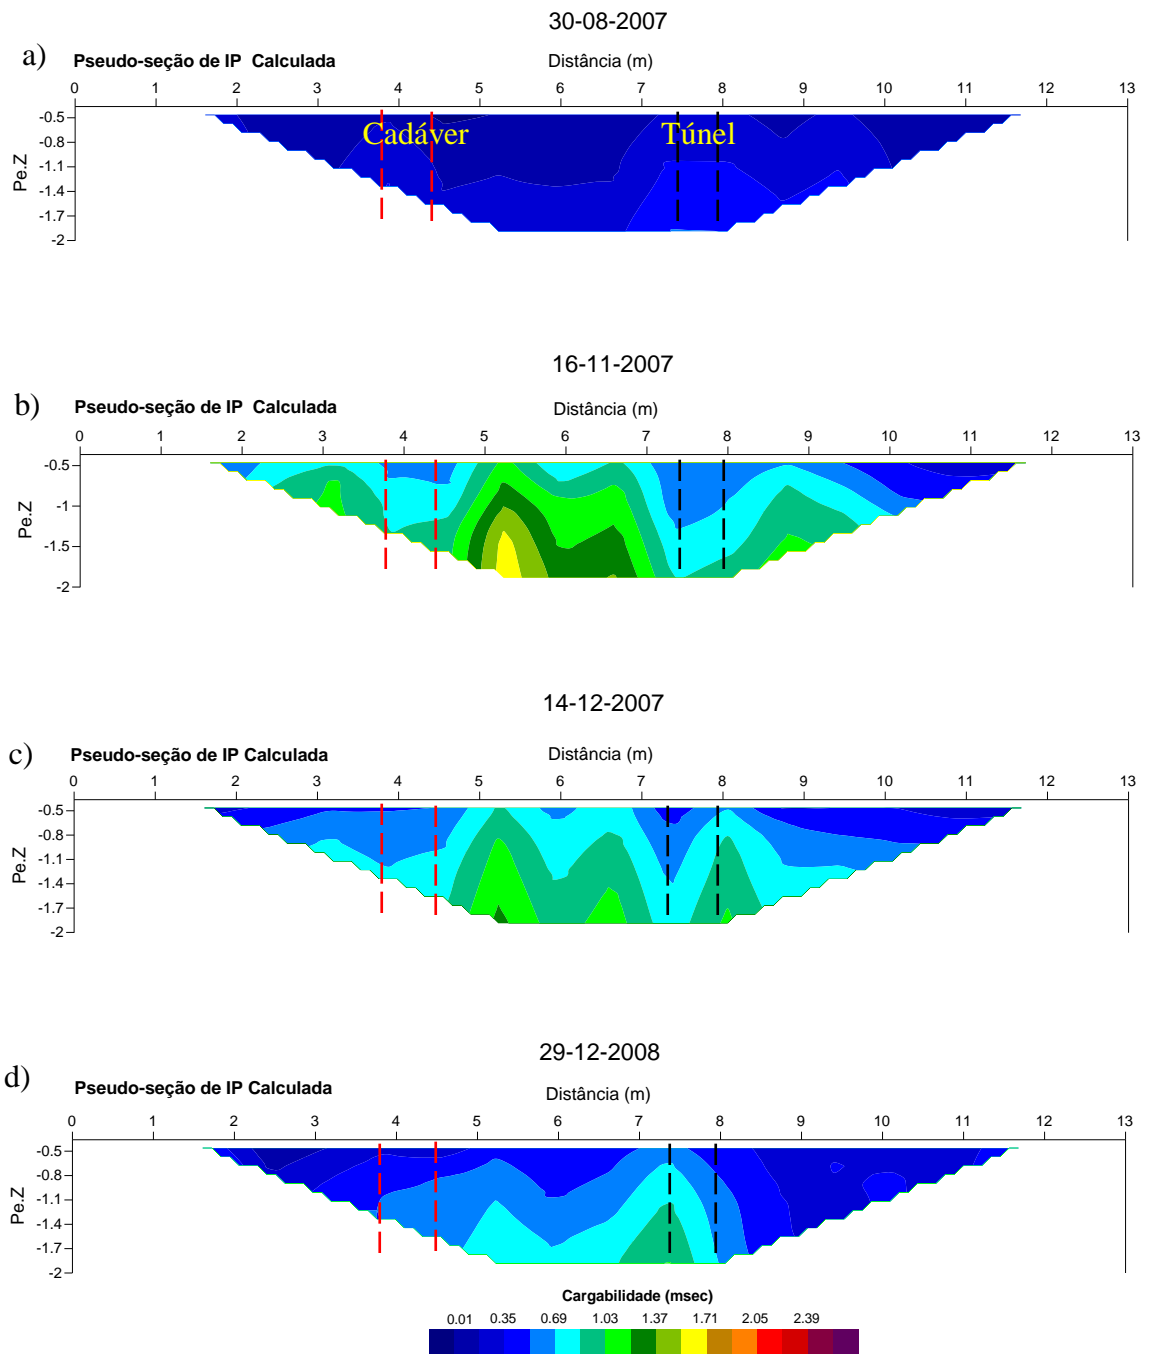 30-08-2007
a)
Pseudo-seção de IP Calculada
Distância (m)
0 1 2 3 4 5 6 7 8 9 10 11 12 13
Pe.Z
-0.5
-0.8
-1.1
-1.4
-1.7
-2
Cadáver
Túnel
16-11-2007
b)
Pseudo-seção de IP Calculada
Distância (m)
0 1 2 3 4 5 6 7 8 9 10 11 12 13
Pe.Z
-0.5
-1
-1.5
-2
14-12-2007
c)
Pseudo-seção de IP Calculada
Distância (m)
0 1 2 3 4 5 6 7 8 9 10 11 12 13
Pe.Z
-0.5
-0.8
-1.1
-1.4
-1.7
-2
29-12-2008
d)
Pseudo-seção de IP Calculada
Distância (m)
0 1 2 3 4 5 6 7 8 9 10 11 12 13
Pe.Z
-0.5
-0.8
-1.1
-1.4
-1.7
-2
Cargabilidade (msec)
0.01 0.35 0.69 1.03 1.37 1.71 2.05 2.39